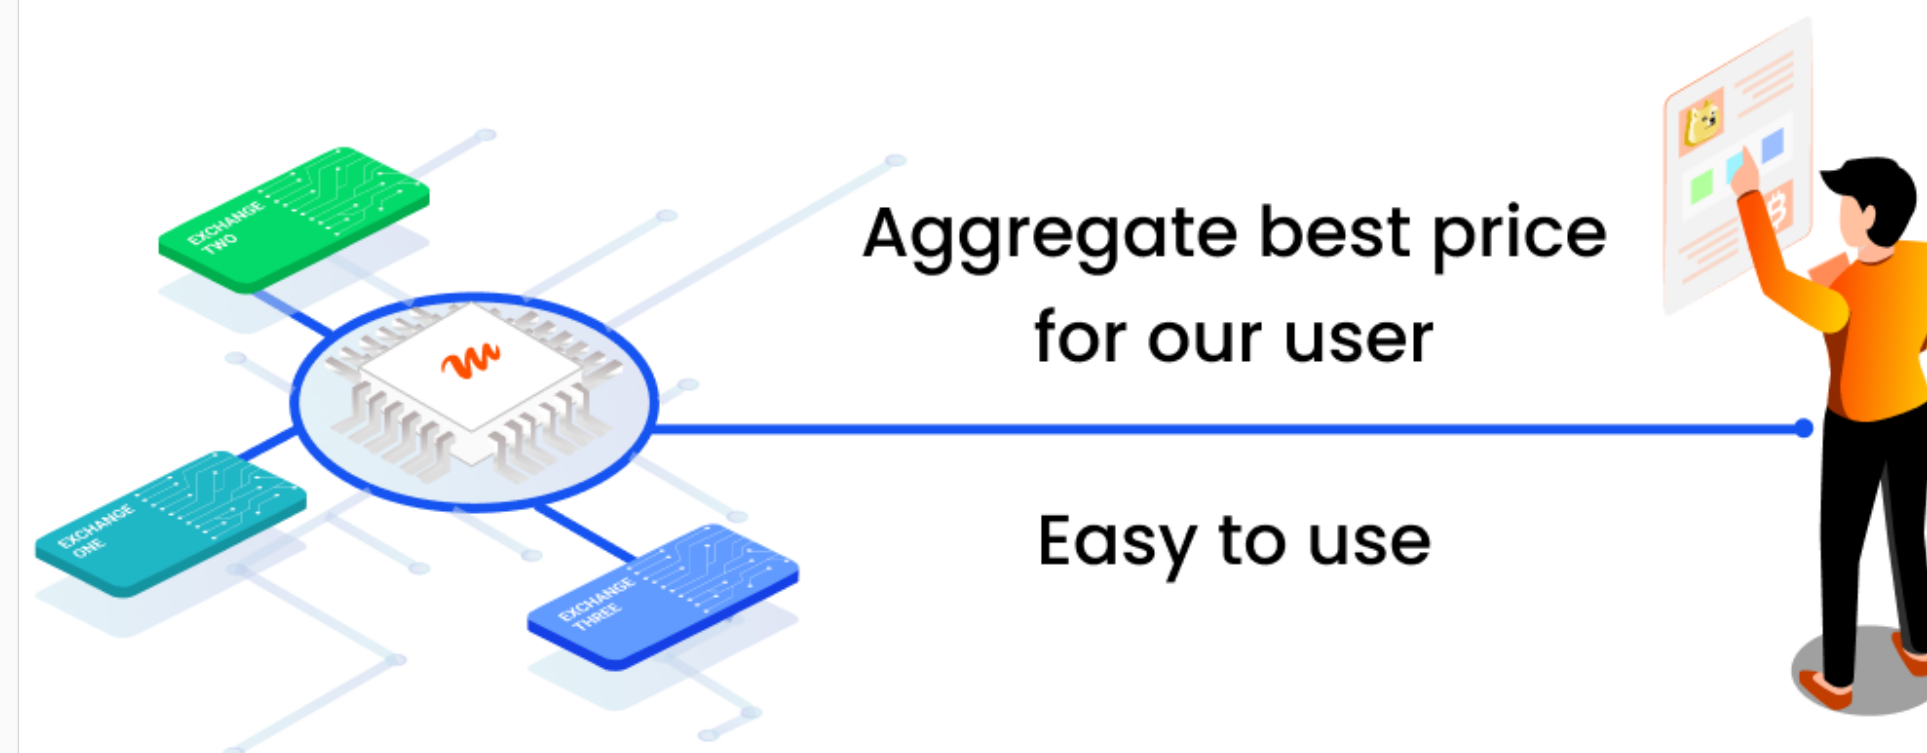 EXCHANGE
TWO
Aggregate best price
for our user
EXCHANGE
ONE
Easy to use
EXCHANGE
THREE